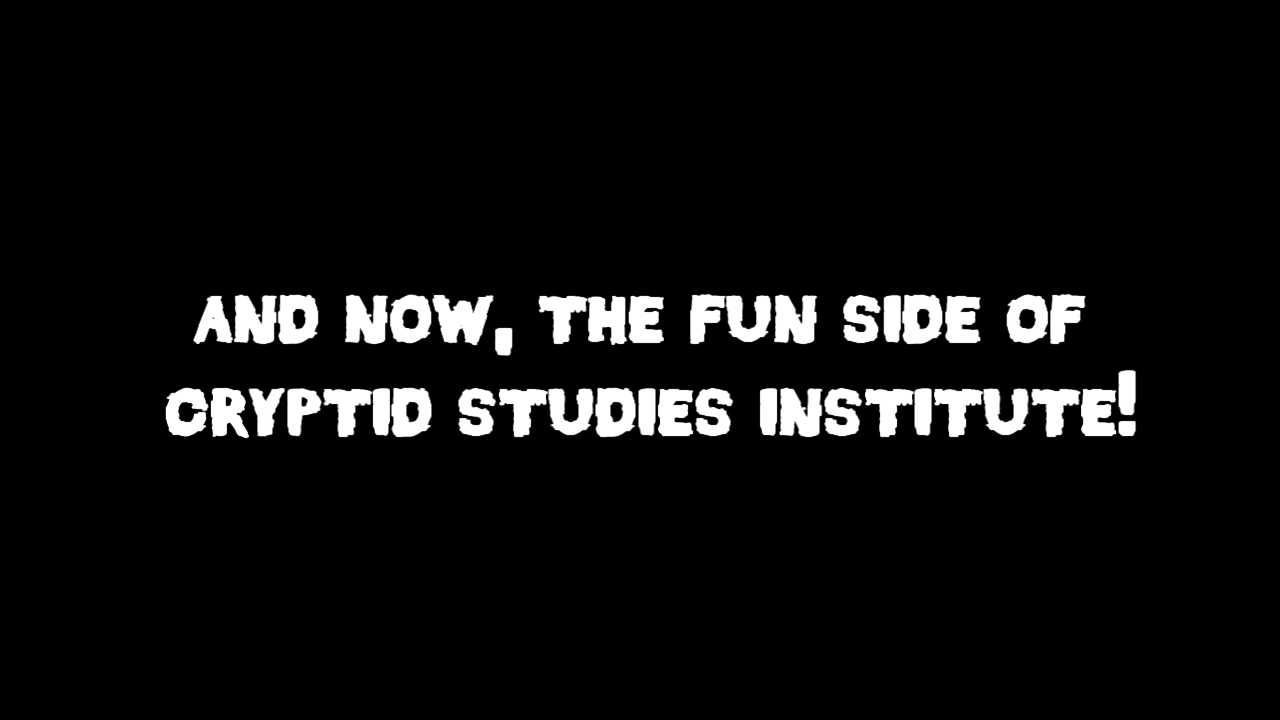 AND NOW, THE FUN SIDE OF
CRYPTID STUDIES INSTITUTE!